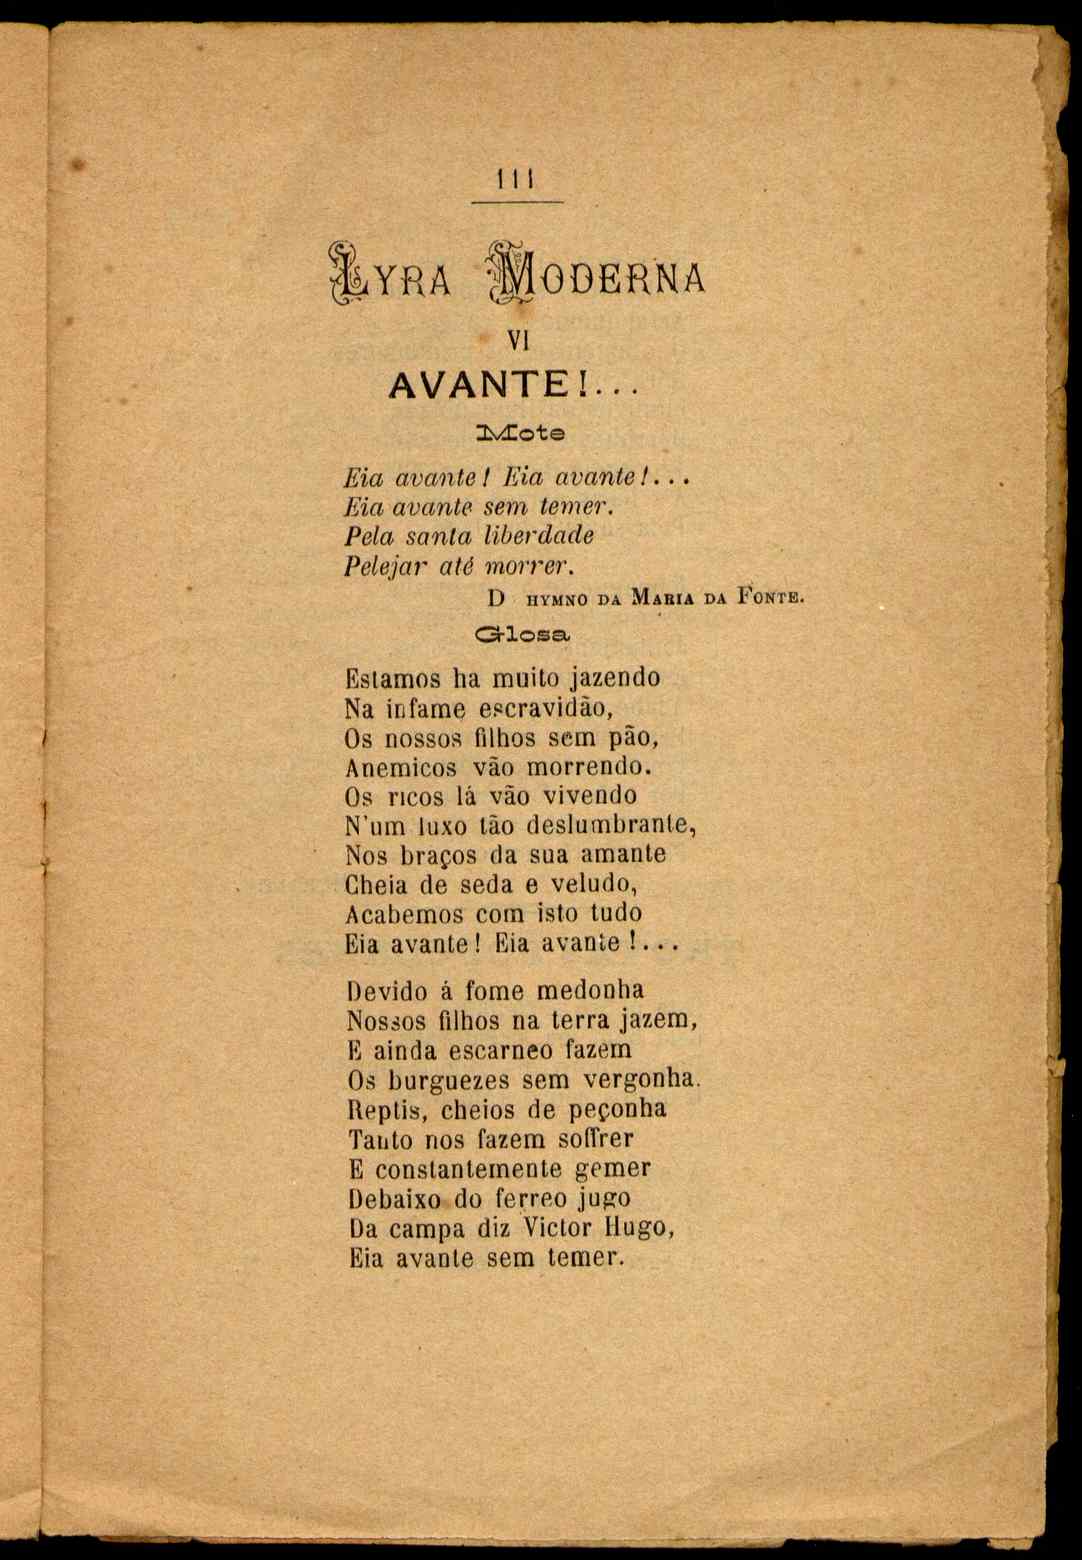 111
LYRA MODERNA
VI
AVANTE!...
Mote
Eia avante! Eia avante!...
Eia avante sem temer.
Pela santa liberdade
Pelejar até morrer.
D HYMNO DA MARIA DA FONTE.
Glosa
Estamos ha muito jazendo
Na infame escravidão,
Os nossos filhos sem pão,
Anemicos vão morrendo.
Os ricos lá vão vivendo
N'um luxo tão deslumbrante,
Nos braços da sua amante
Cheia de seda e veludo,
Acabemos com isto tudo
Eia avante! Eia avante!...
Devido á fome medonha
Nossos filhos na terra jazem,
E ainda escarneo fazem
Os burguezes sem vergonha.
Reptis, cheios de peçonha
Tanto nos fazem soffrer
E constantemente gemer
Debaixo do ferreo jugo
Da campa diz Victor Hugo,
Eia avante sem temer.